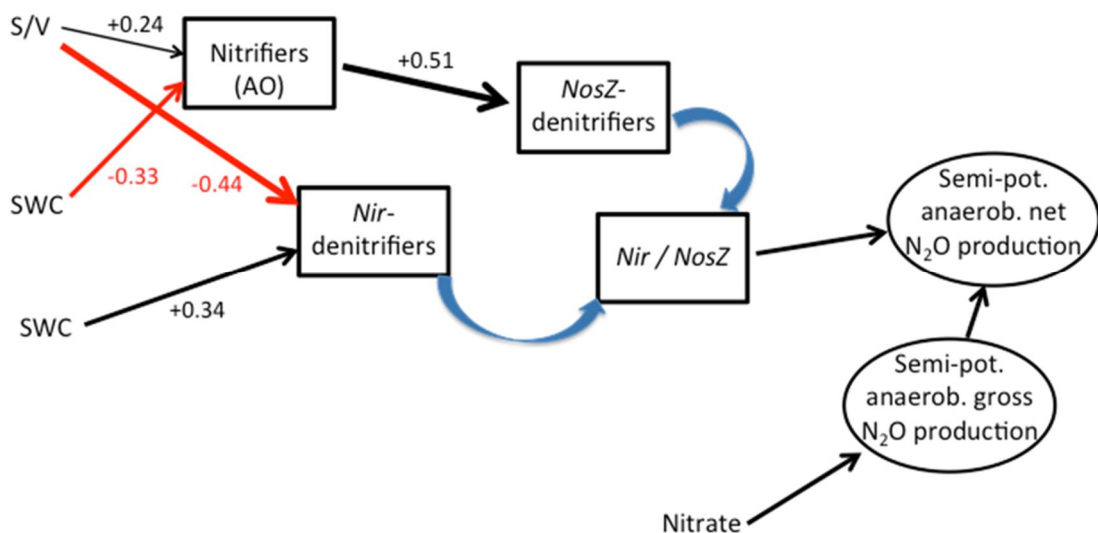 S/V
+0.24
Nitrifiers
(AO)
+0.51
NosZ-
denitrifiers
-0.33
-0.44
SWC
Nir-
denitrifiers
+0.34
SWC
Nir / NosZ
Semi-pot.
anaerob. net
N₂O production
Semi-pot.
anaerob. gross
N₂O production
Nitrate